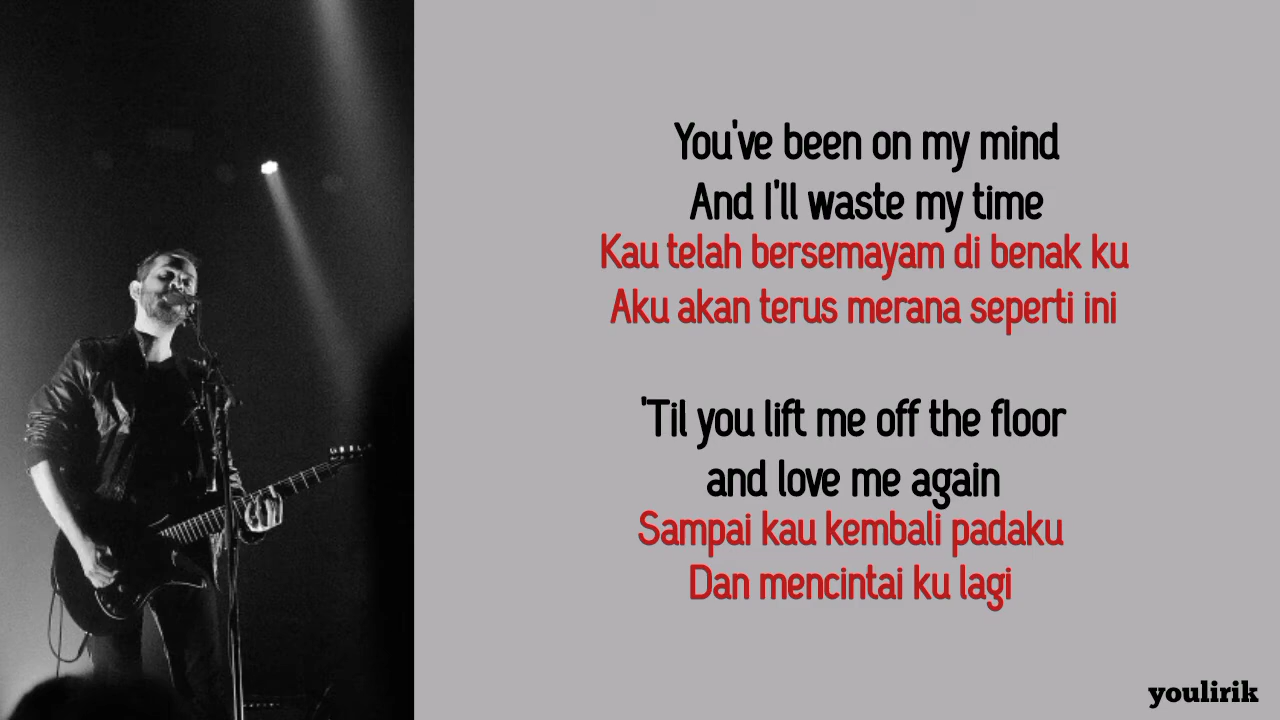 You've been on my mind
And I'll waste my time
Kau telah bersemayam di benak ku
Aku akan terus merana seperti ini
'Til you lift me off the floor
and love me again
Sampai kau kembali padaku
Dan mencintai ku lagi
youlirik